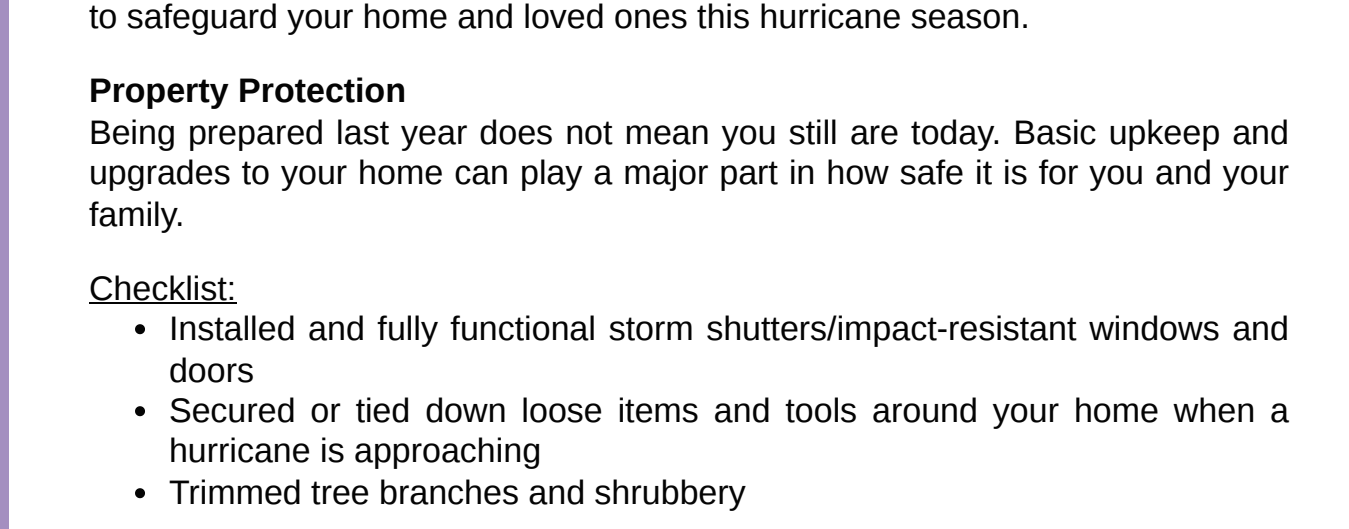 to safeguard your home and loved ones this hurricane season.
Property Protection
Being prepared last year does not mean you still are today. Basic upkeep and
upgrades to your home can play a major part in how safe it is for you and your
family.
Checklist:
• Installed and fully functional storm shutters/impact-resistant windows and
doors
• Secured or tied down loose items and tools around your home when a
hurricane is approaching
• Trimmed tree branches and shrubbery